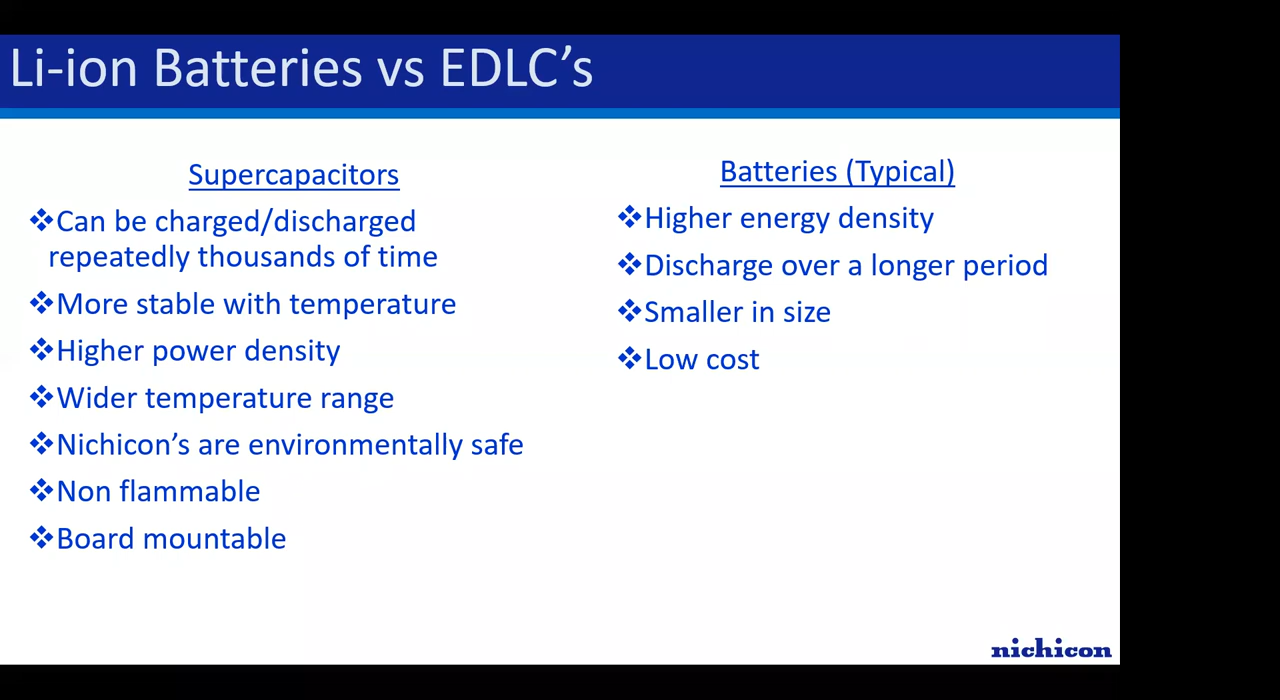 Li-ion Batteries vs EDLC’s
Supercapacitors
❖Can be charged/discharged
repeatedly thousands of time
❖More stable with temperature
❖Higher power density
❖Wider temperature range
❖Nichicon’s are environmentally safe
❖Non flammable
❖Board mountable
Batteries (Typical)
❖Higher energy density
❖Discharge over a longer period
❖Smaller in size
❖Low cost
nichicon